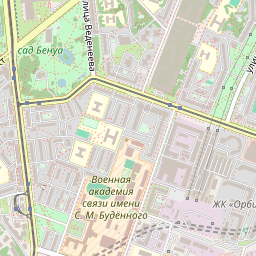 улица Веденеева
сад Бенуа
Военная
академия
связи имени
С. М. Будённого
ЖК «Орби